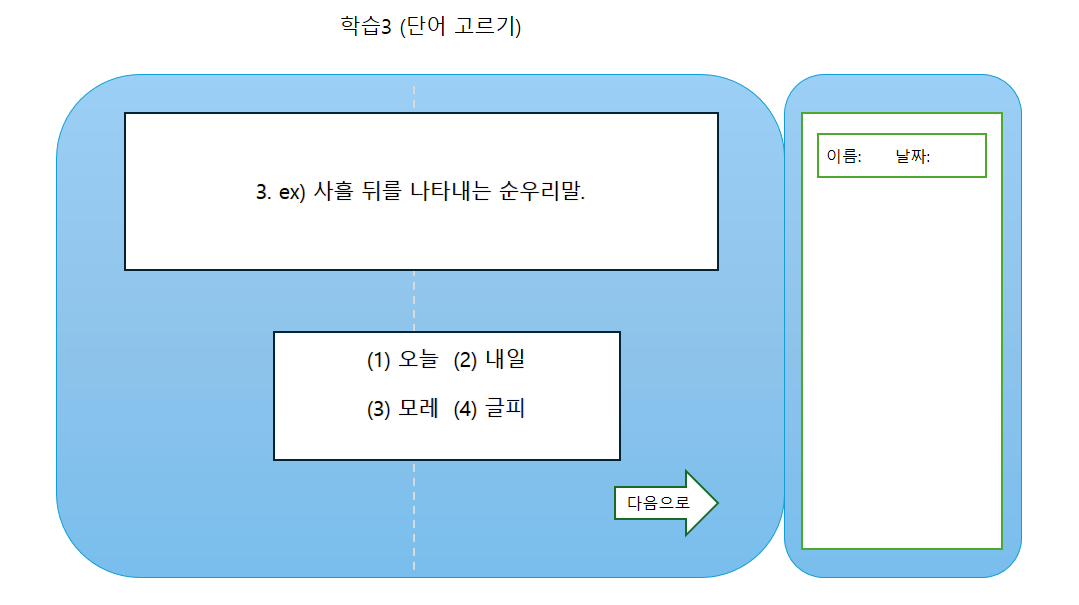 학습3 (단어 고르기)
3. ex) 사흘 뒤를 나타내는 순우리말.
(1) 오늘 (2) 내일
(3) 모레 (4) 글피
다음으로
이름: 날짜: